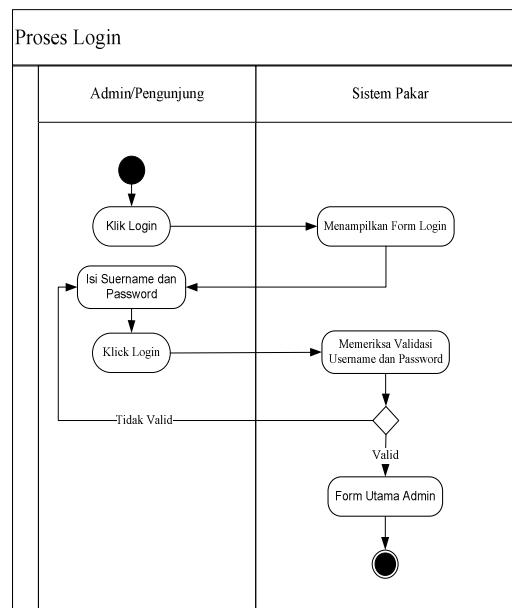 Proses Login
Admin/Pengunjung
Sistem Pakar
Klik Login
Menampilkan Form Login
Isi Suername dan
Password
Klick Login
Memeriksa Validasi
Username dan Password
Tidak Valid
Valid
Form Utama Admin